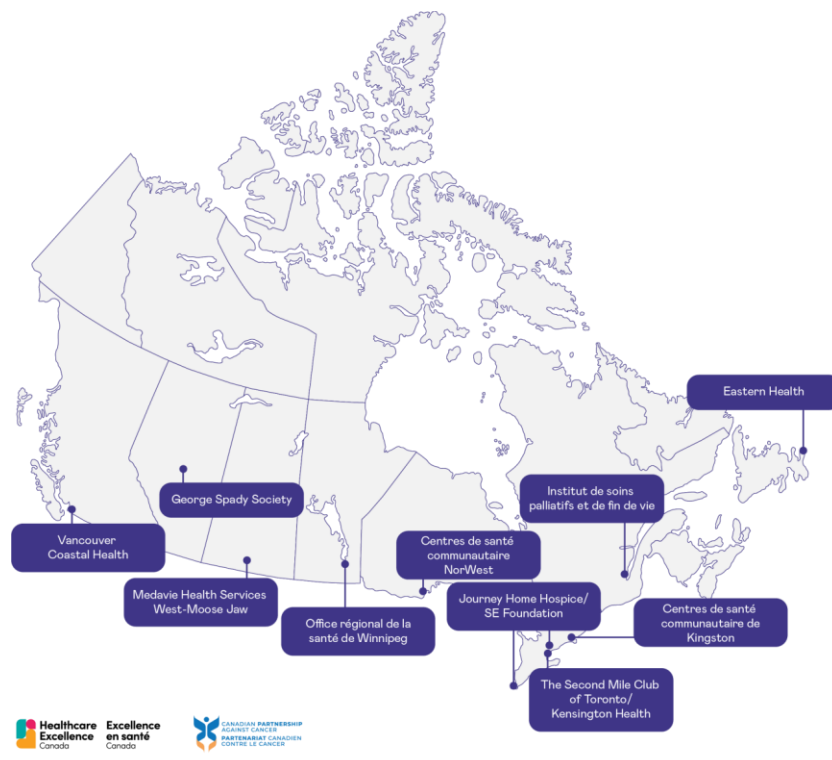 Eastern Health
George Spady Society
Institut de soins
palliatifs et de fin de vie
Vancouver
Coastal Health
Centres de santé
communautaire
NorWest
Medavie Health Services
West-Moose Jaw
Journey Home Hospice/
SE Foundation
Office régional de la
santé de Winnipeg
Centres de santé
communautaire de
Kingston
The Second Mile Club
of Toronto/
Kensington Health
Healthcare
Excellence
Canada
Excellence
en santé
Canada
CANADIAN PARTNERSHIP
AGAINST CANCER
PARTENARIAT CANADIEN
CONTRE LE CANCER